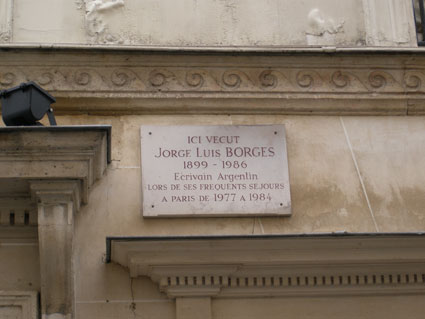 ICI VECUT
JORGE LUIS BORGES
1899 - 1986
Ecrivain Argentin
LORS DE SES FREQUENTS SEJOURS
A PARIS DE 1977 A 1984